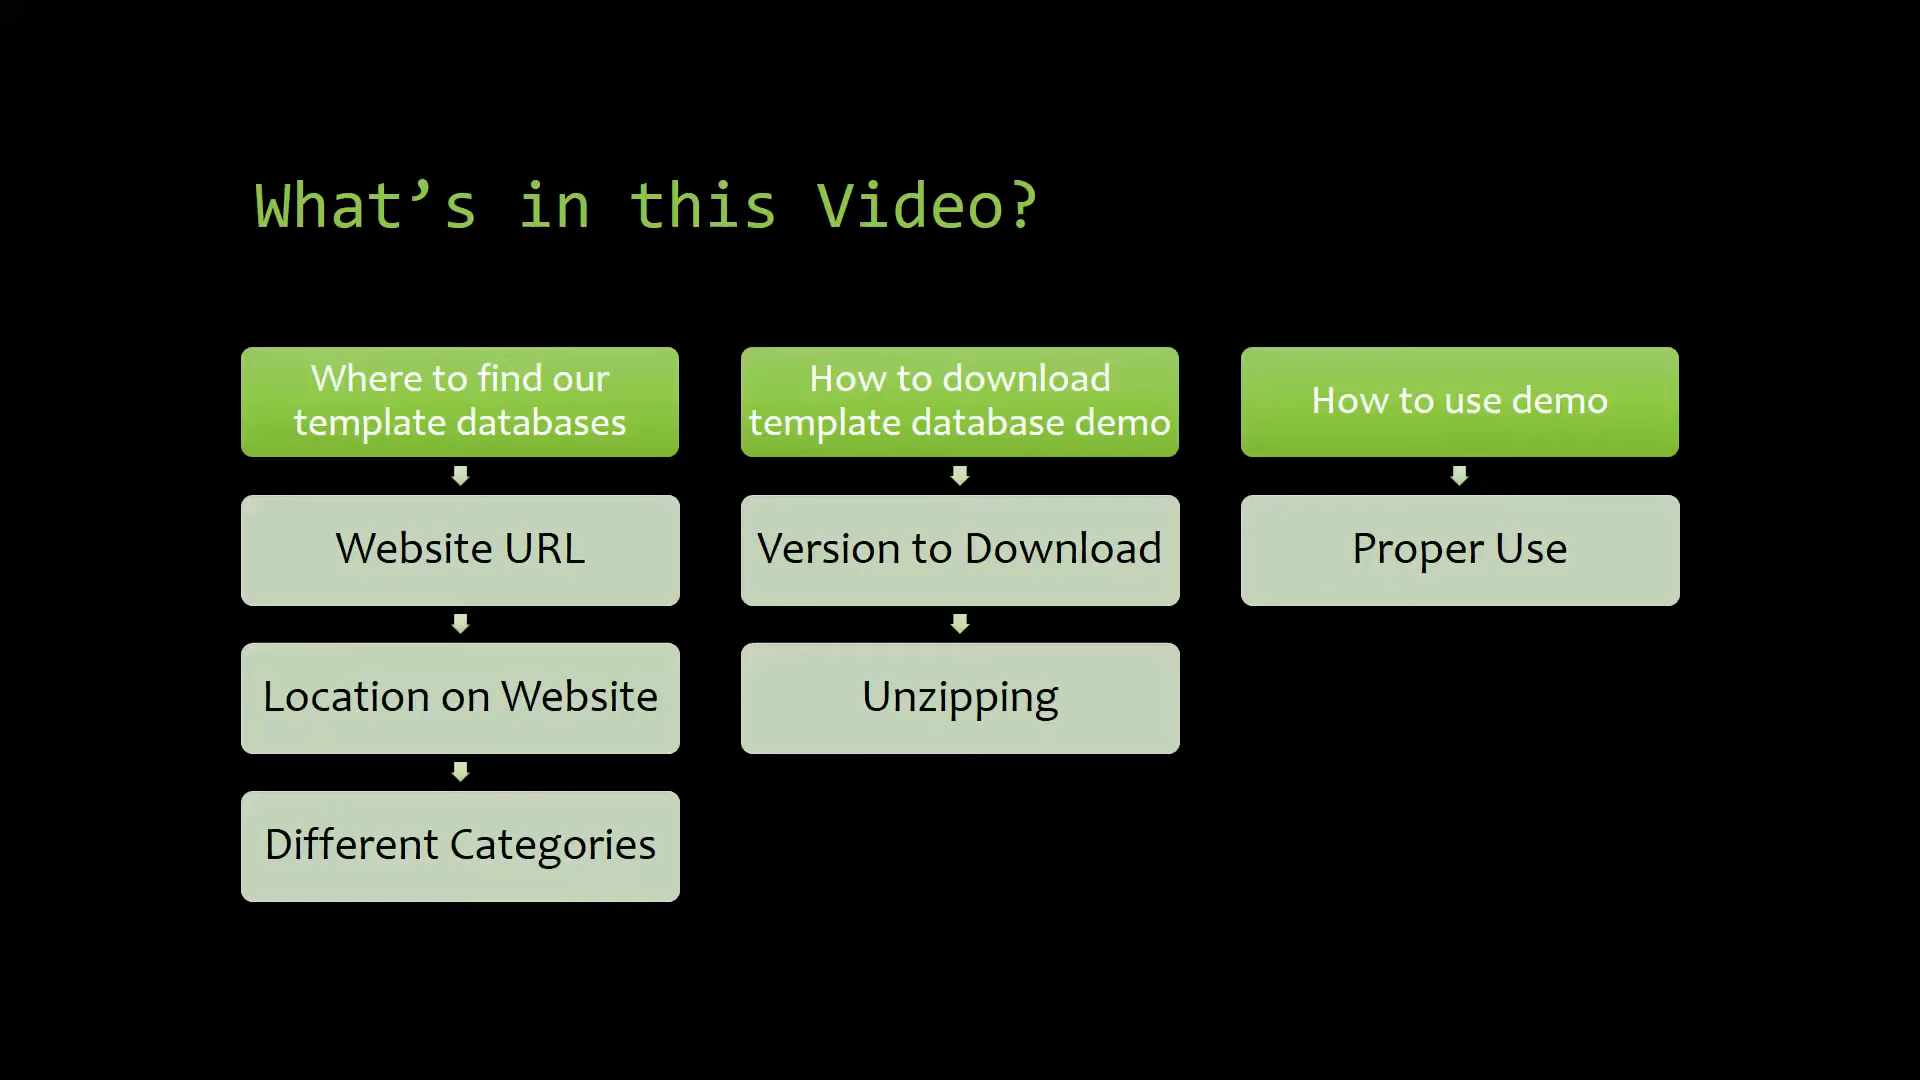 What’s in this Video?
Where to find our
template databases
Website URL
Location on Website
Different Categories
How to download
template database demo
Version to Download
Unzipping
How to use demo
Proper Use